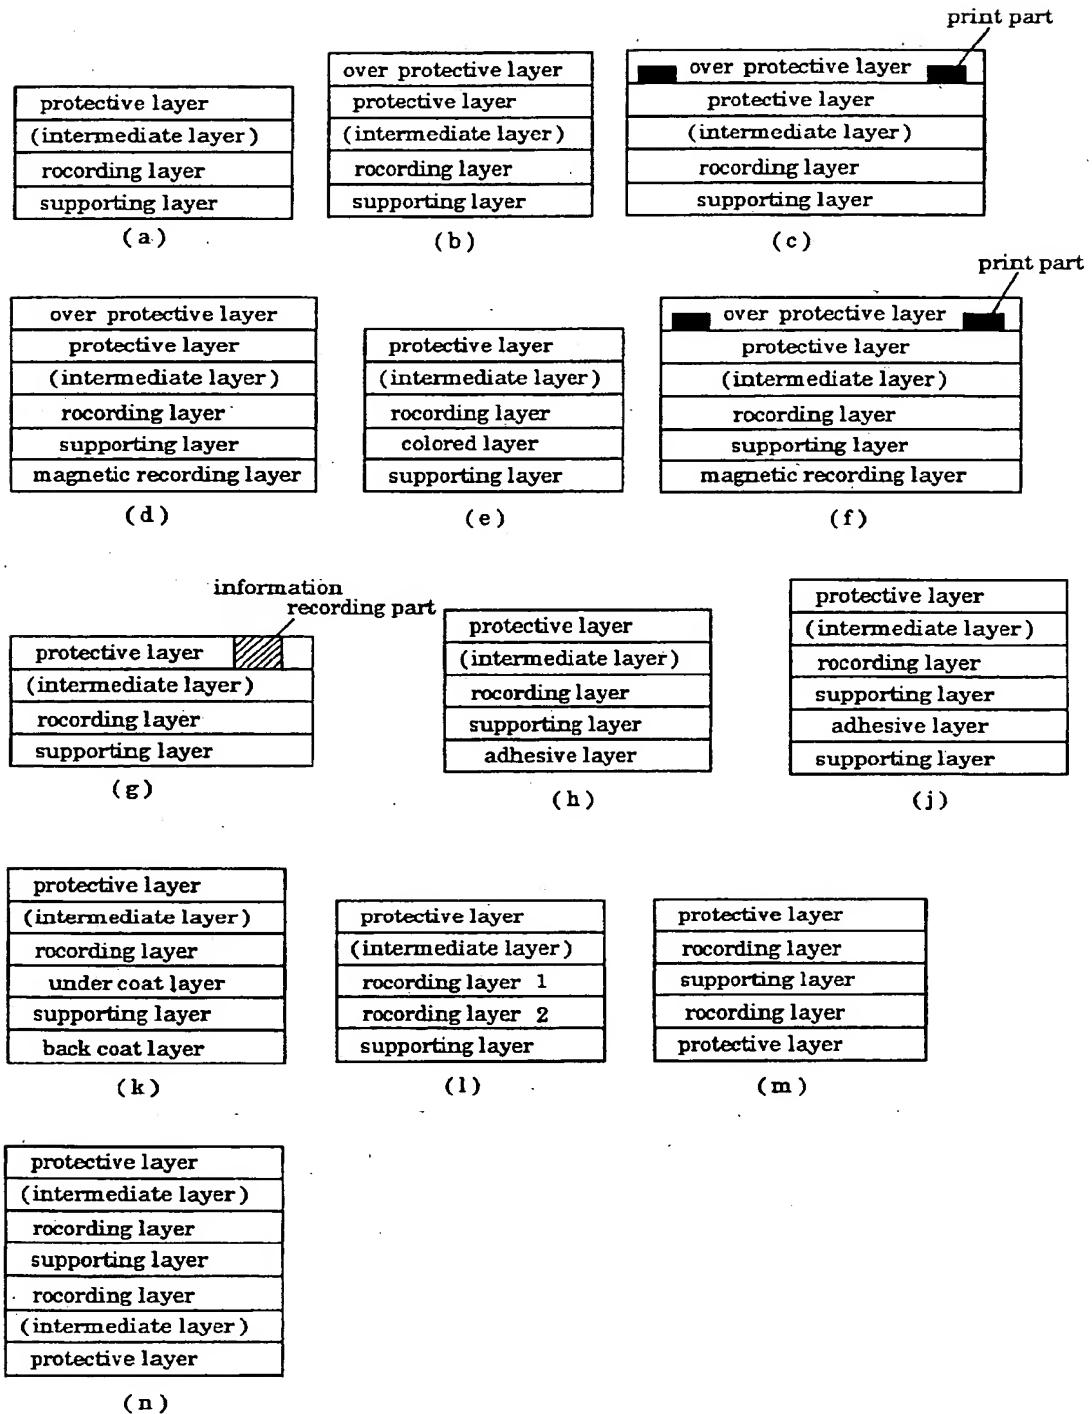 print part
protective layer
(intermediate layer)
rocording layer
supporting layer
(a)
over protective layer
protective layer
(intermediate layer)
rocording layer
supporting layer
(b)
over protective layer
protective layer
(intermediate layer)
rocording layer
supporting layer
(c)
over protective layer
protective layer
(intermediate layer)
rocording layer
supporting layer
magnetic recording layer
(d)
protective layer
(intermediate layer)
rocording layer
colored layer
supporting layer
(e)
print part
over protective layer
protective layer
(intermediate layer)
rocording layer
supporting layer
magnetic recording layer
(f)
information
recording part
protective layer
(intermediate layer)
rocording layer
supporting layer
(g)
protective layer
(intermediate layer)
rocording layer
supporting layer
adhesive layer
(h)
protective layer
(intermediate layer)
rocording layer
supporting layer
adhesive layer
supporting layer
(j)
protective layer
(intermediate layer)
rocording layer
under coat layer
supporting layer
back coat layer
(k)
protective layer
(intermediate layer)
rocording layer 1
rocording layer 2
supporting layer
(l)
protective layer
rocording layer
supporting layer
rocording layer
protective layer
(m)
protective layer
(intermediate layer)
rocording layer
supporting layer
rocording layer
(intermediate layer)
protective layer
(n)